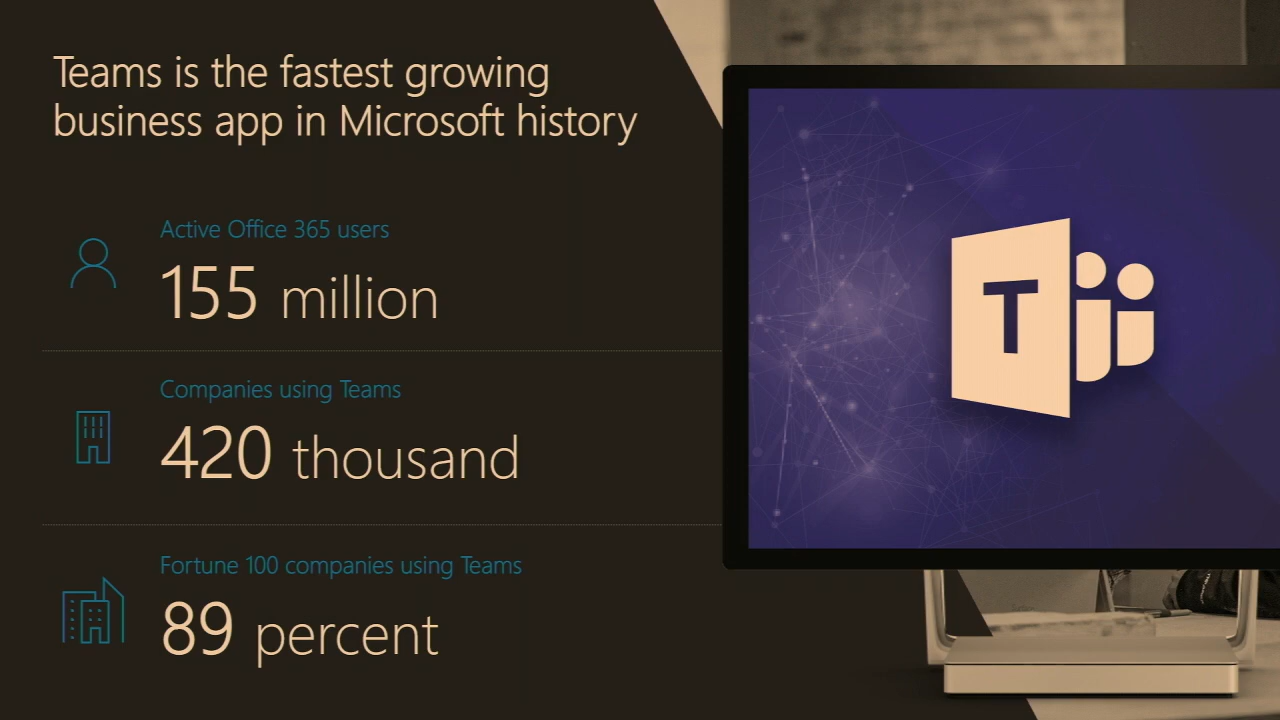 Teams is the fastest growing
business app in Microsoft history
Active Office 365 users
155 million
Companies using Teams
420 thousand
Fortune 100 companies using Teams
89 percent
T